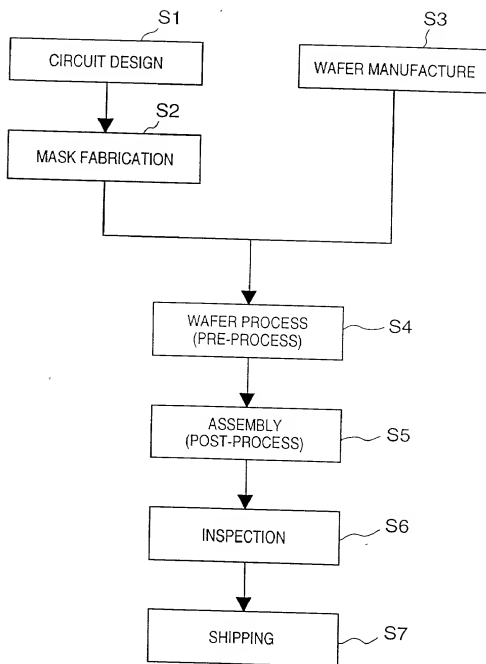 S1
CIRCUIT DESIGN
S3
WAFER MANUFACTURE
S2
MASK FABRICATION
WAFER PROCESS
(PRE-PROCESS)
S4
ASSEMBLY
(POST-PROCESS)
S5
INSPECTION
S6
SHIPPING
S7